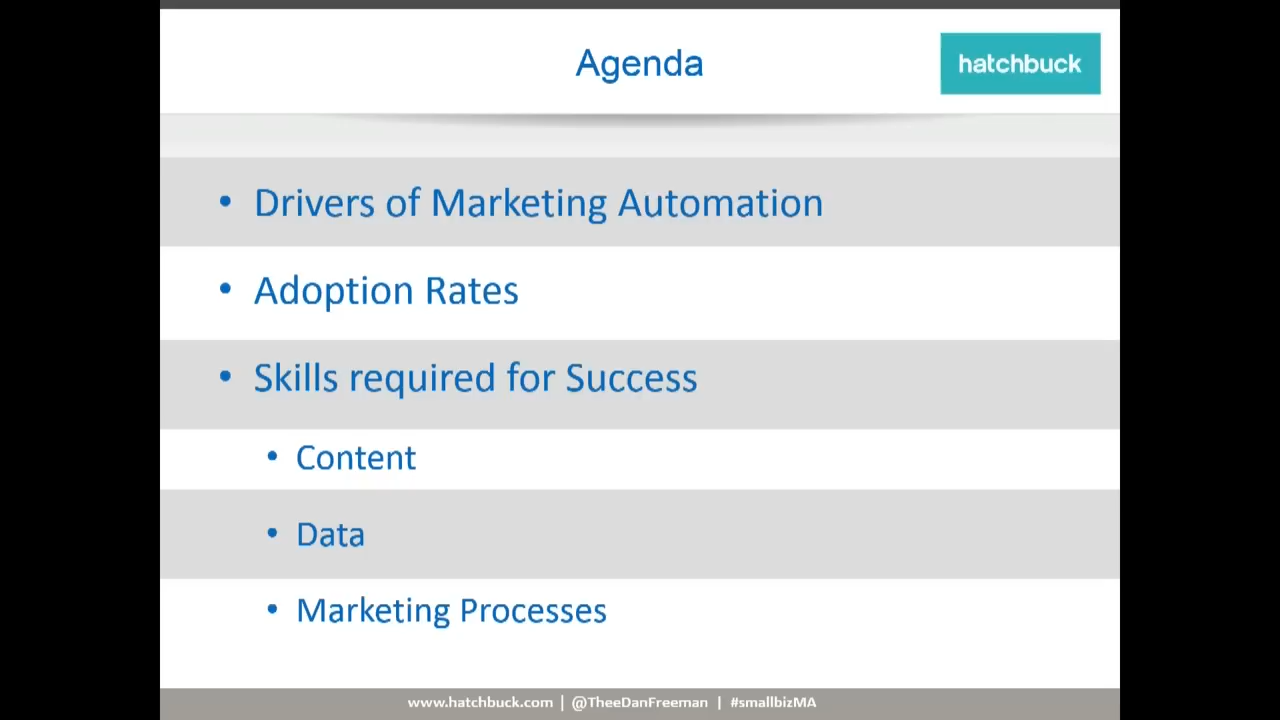 Agenda
hatchbuck
• Drivers of Marketing Automation
• Adoption Rates
• Skills required for Success
• Content
• Data
• Marketing Processes
www.hatchbuck.com | @TheeDanFreeman | #smallbizMA